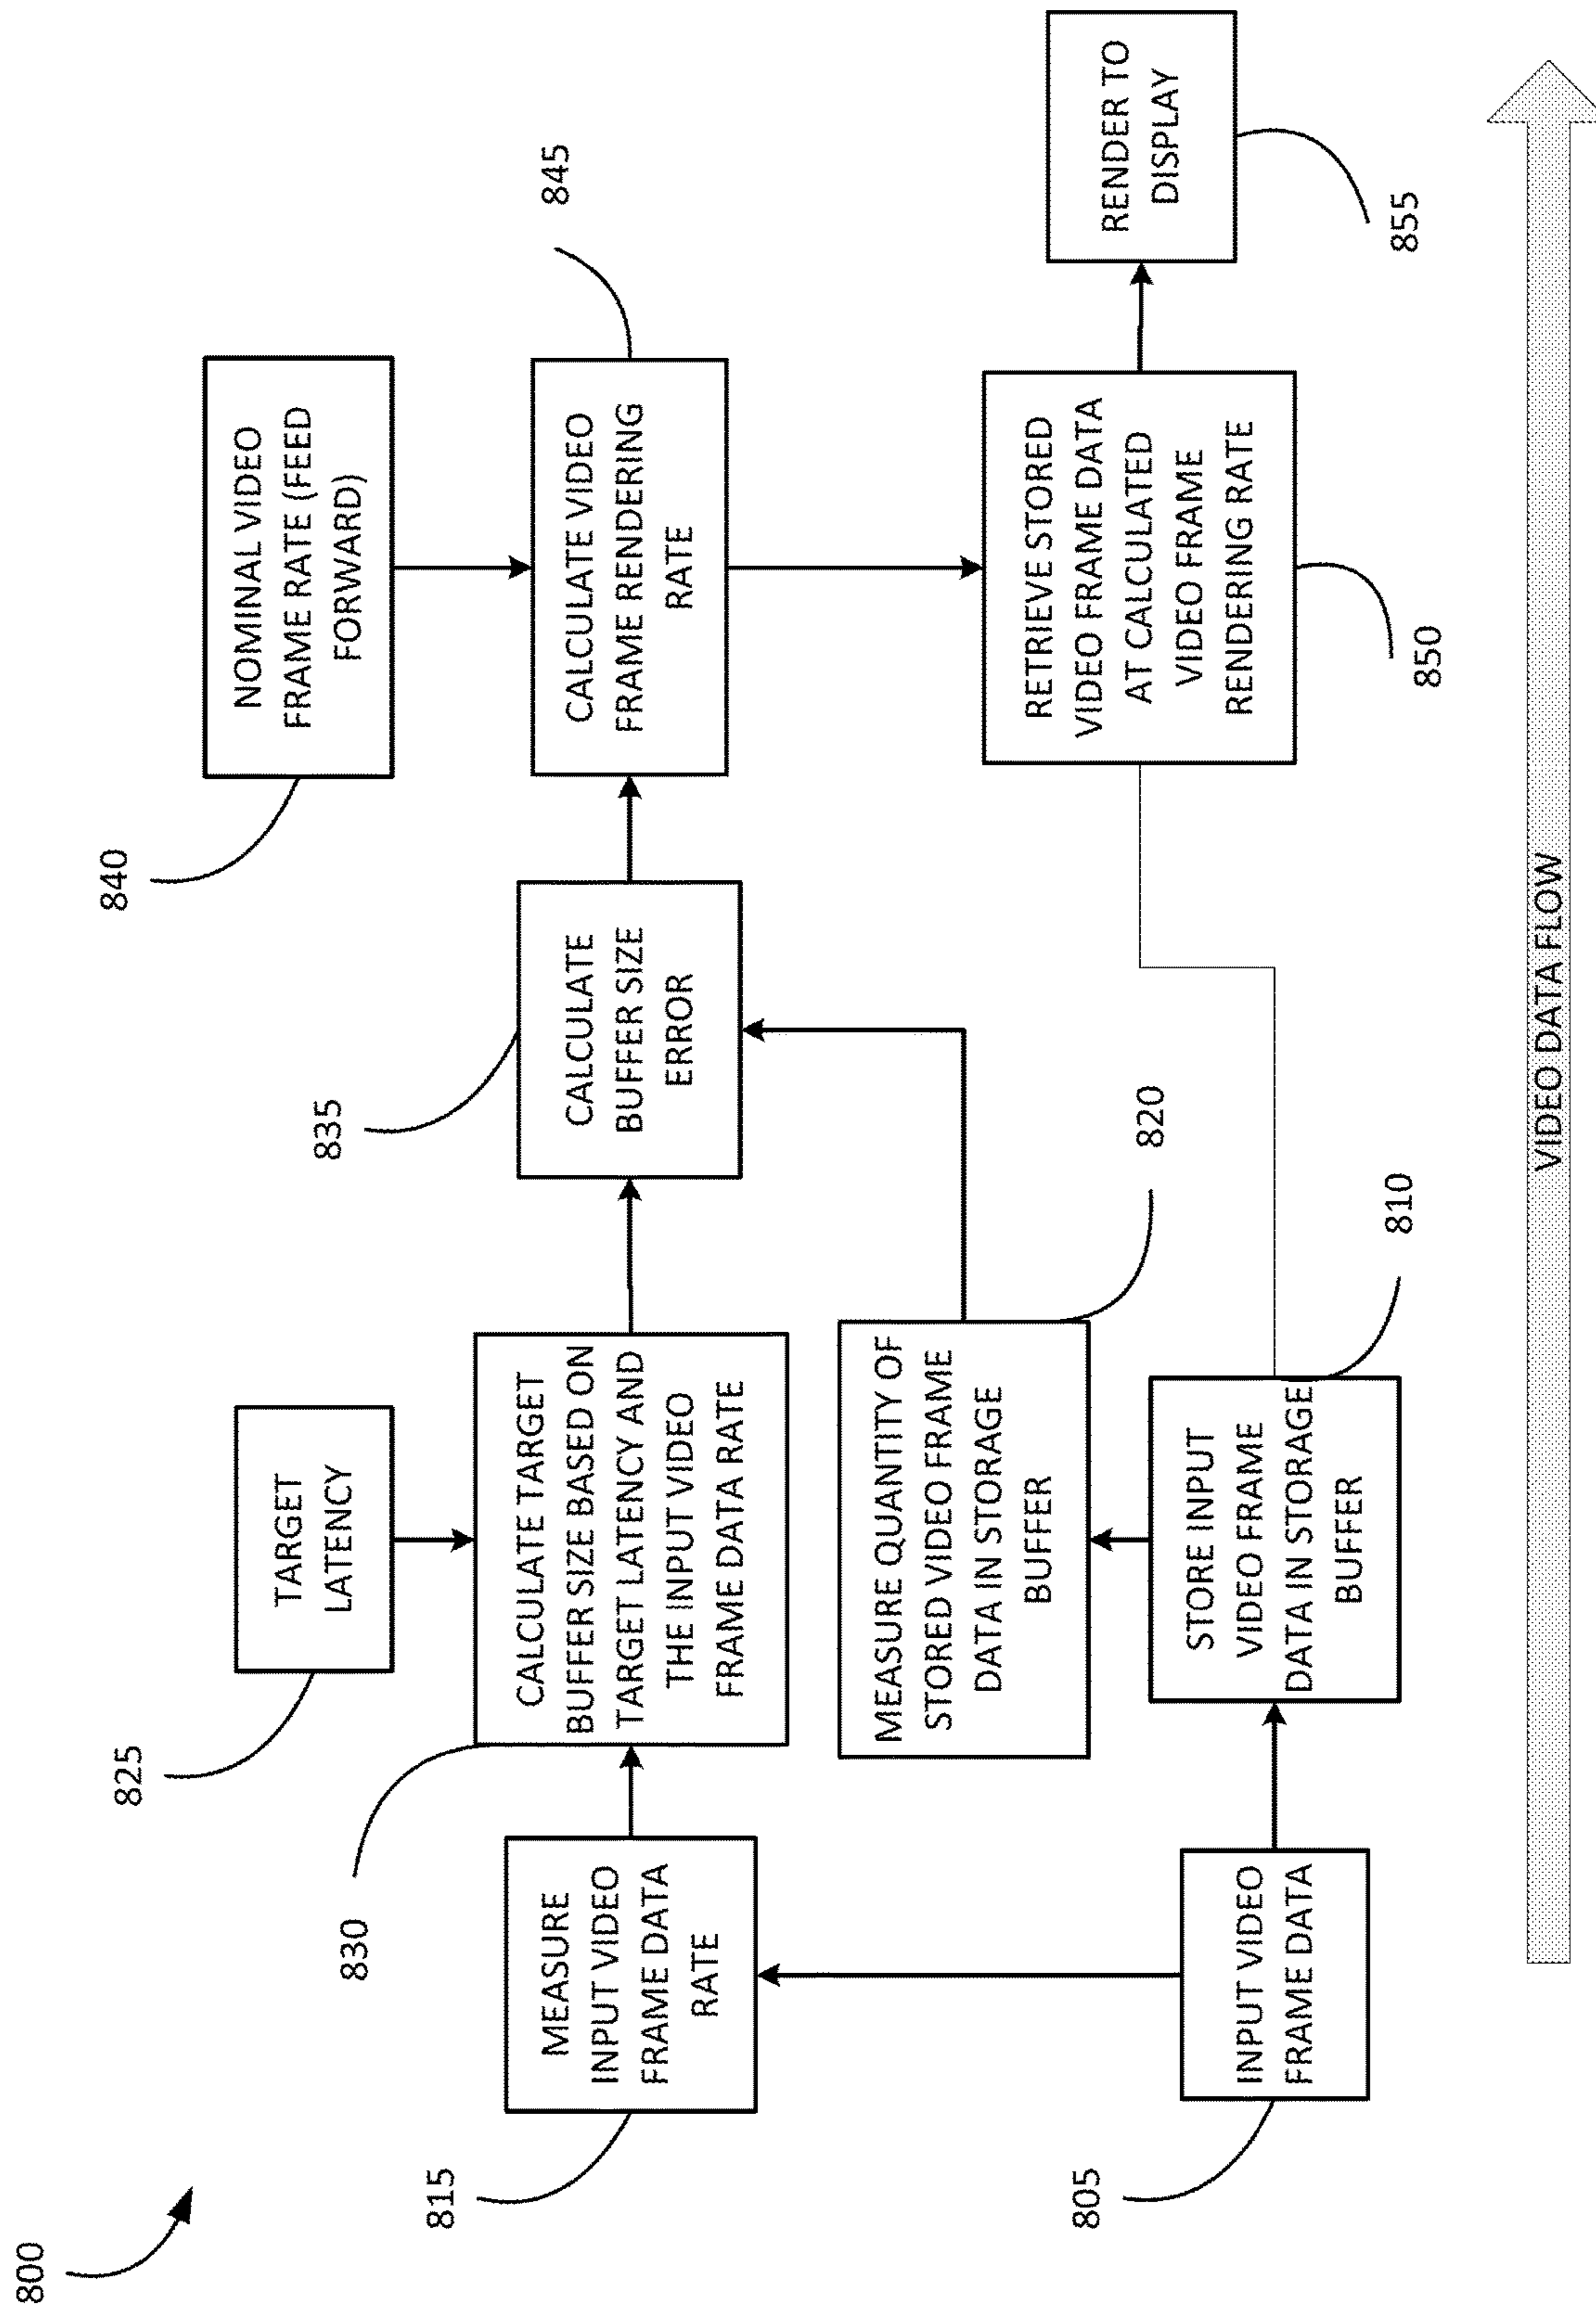 800
840
NOMINAL VIDEO
FRAME RATE (FEED
FORWARD)
825
TARGET
LATENCY
835
845
830
815
MEASURE
INPUT VIDEO
FRAME DATA
RATE
CALCULATE TARGET
BUFFER SIZE BASED ON
TARGET LATENCY AND
THE INPUT VIDEO
FRAME DATA RATE
CALCULATE
BUFFER SIZE
ERROR
CALCULATE VIDEO
FRAME RENDERING
RATE
MEASURE QUANTITY OF
STORED VIDEO FRAME
DATA IN STORAGE
BUFFER
820
805
INPUT VIDEO
FRAME DATA
STORE INPUT
VIDEO FRAME
DATA IN STORAGE
BUFFER
810
RETRIEVE STORED
VIDEO FRAME DATA
AT CALCULATED
VIDEO FRAME
RENDERING RATE
850
RENDER TO
DISPLAY
855
VIDEO DATA FLOW